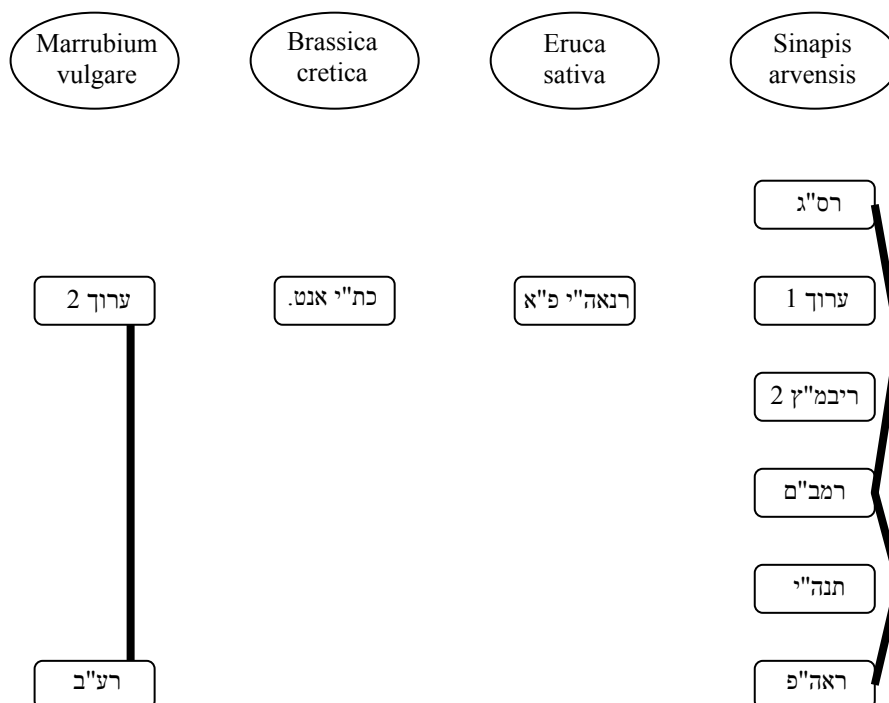 Marrubium
vulgare
Brassica
cretica
Eruca
sativa
Sinapis
arvensis
רס"ג
ערוך 2
כת"י אנט.
רנאה"י פ"א
ערוך 1
ריבמ"ץ 2
רמב"ם
תנה"י
רע"ב
ראה"פ